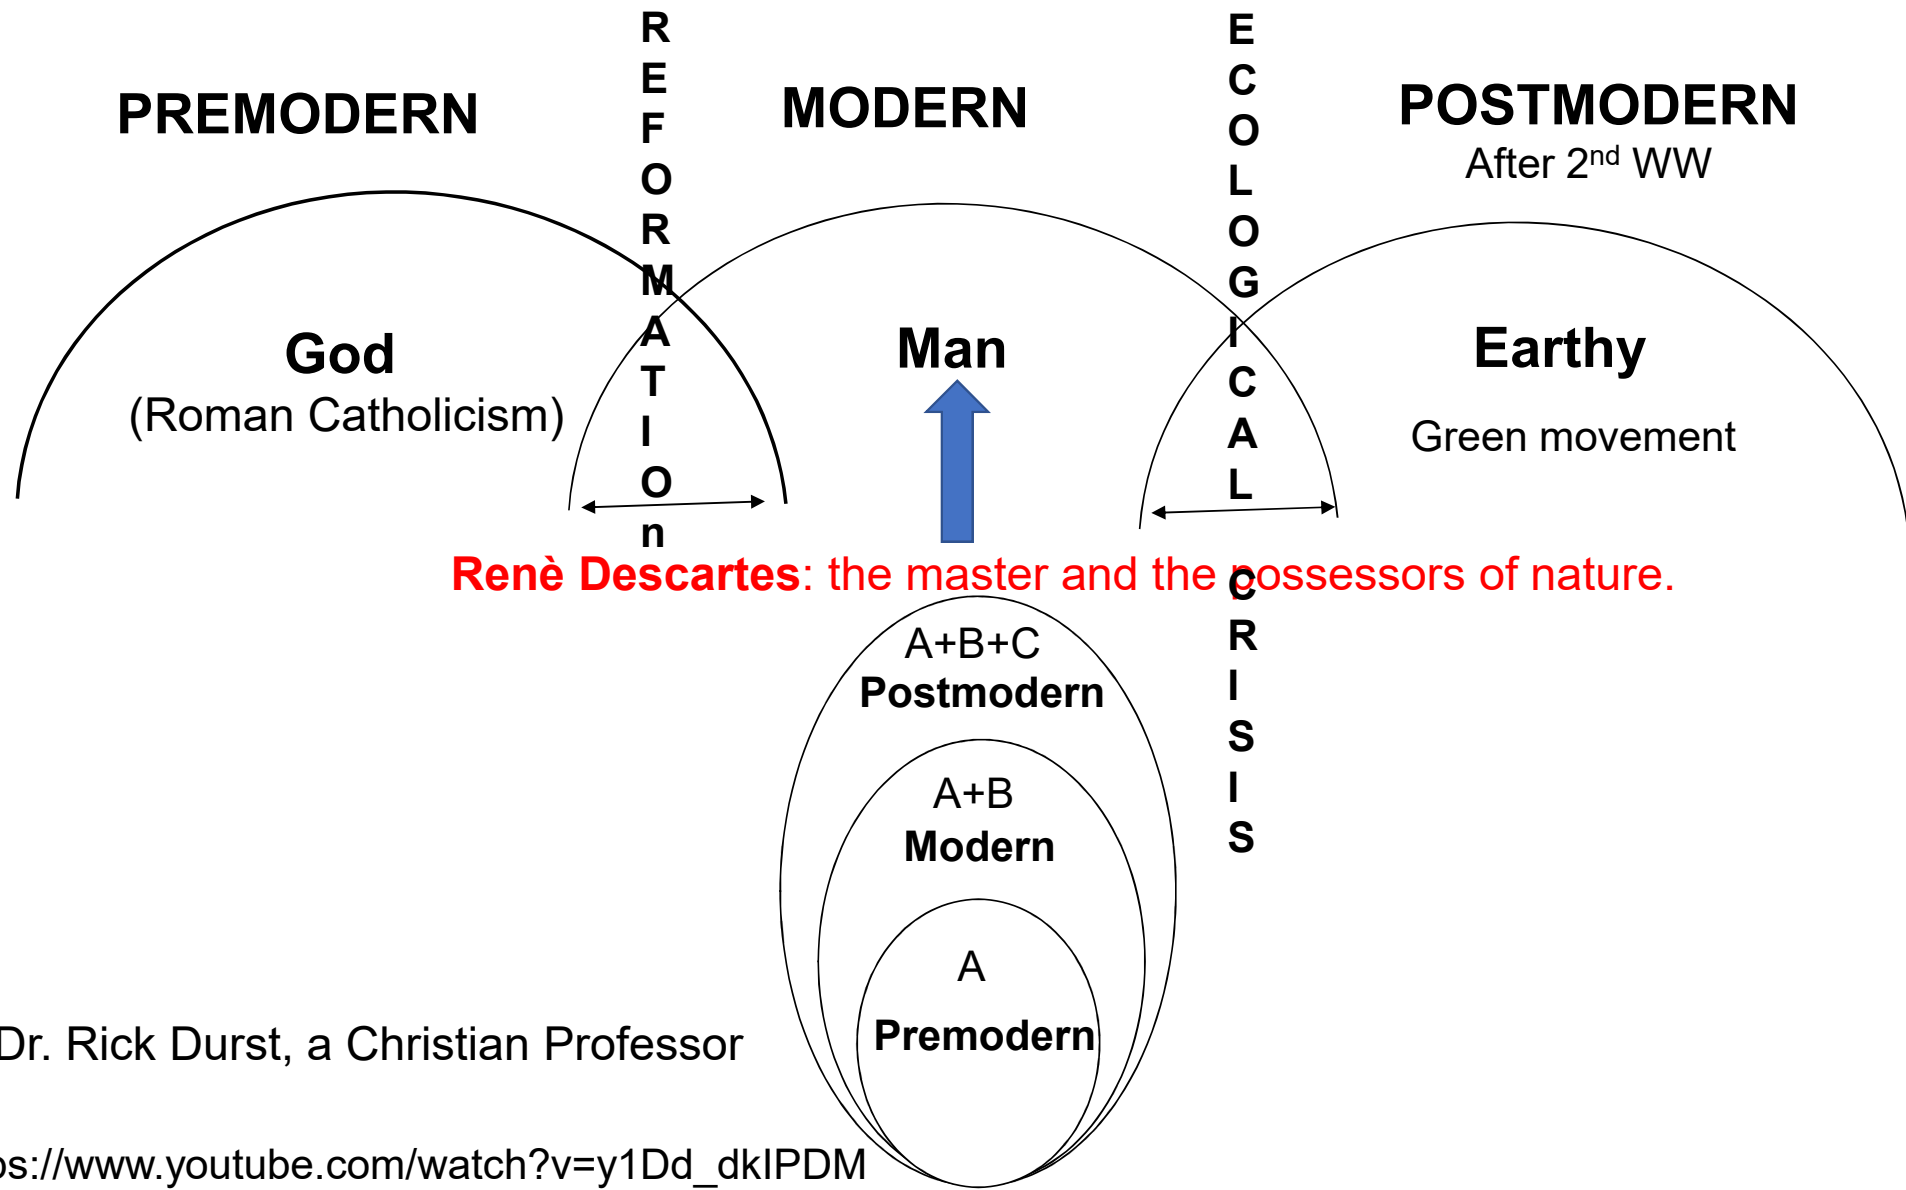 PREMODERN
REFORMATIOn
MODERN
ECOLOGICAL CRISIS
POSTMODERN
After 2nd WW
God
(Roman Catholicism)
Man
Earthy
Green movement
Renè Descartes: the master and the possessors of nature.
A+B+C
Postmodern
A+B
Modern
A
Premodern
Dr. Rick Durst, a Christian Professor
ps://www.youtube.com/watch?v=y1Dd_dkIPDM